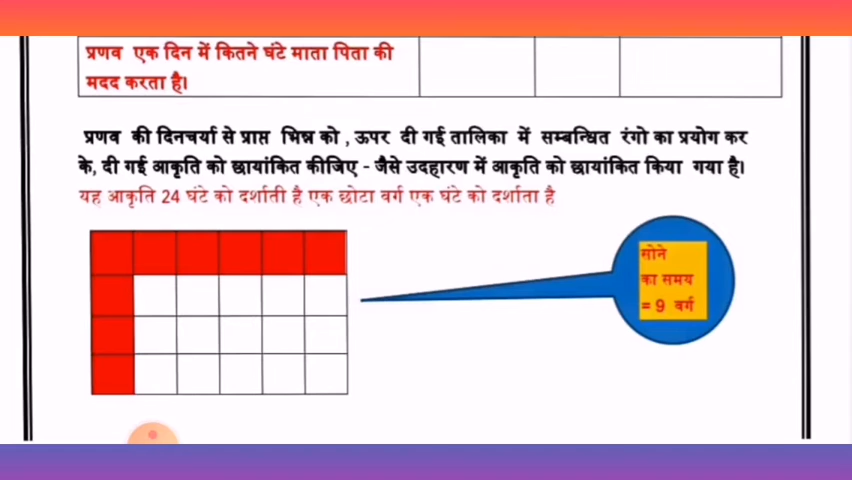 प्रणव एक दिन में कितने घंटे माता पिता की
मदद करता है।
प्रणव की दिनचर्या से प्राप्त भिन्न को , ऊपर दी गई तालिका में सम्बन्धित रंगो का प्रयोग कर
के, दी गई आकृति को छायांकित कीजिए - जैसे उदहारण में आकृति को छायांकित किया गया है।
यह आकृति 24 घंटे को दर्शाती है एक छोटा वर्ग एक घंटे को दर्शाता है
सोने
का समय
= 9 वर्ग